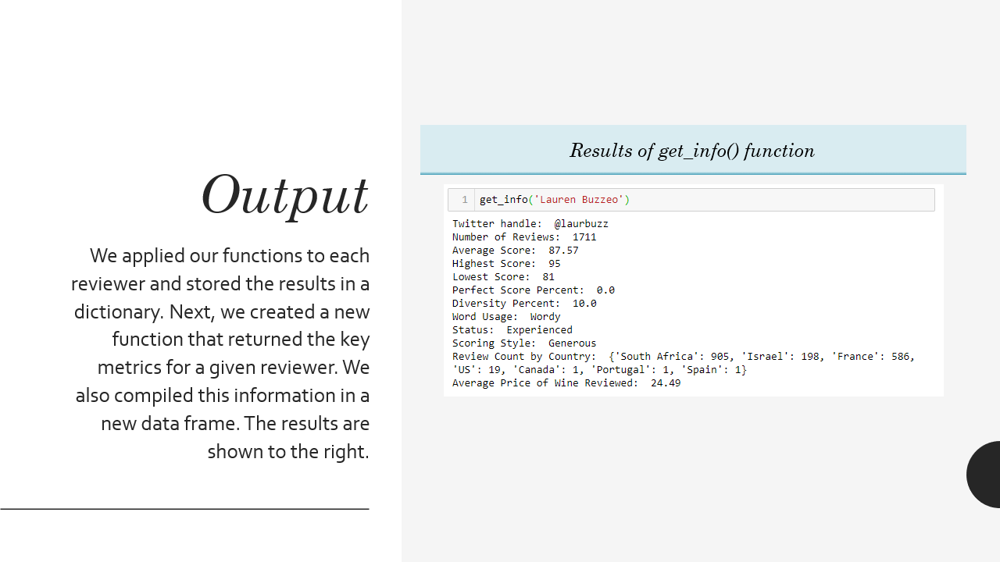 Output
We applied our functions to each
reviewer and stored the results in a
dictionary. Next, we created a new
function that returned the key
metrics for a given reviewer. We
also compiled this information in a
new data frame. The results are
shown to the right.
Results of get_info() function
1 get_info('Lauren Buzzeo')
Twitter handle:  @laurbuzz
Number of Reviews:  1711
Average Score:  87.57
Highest Score:  95
Lowest Score:  81
Perfect Score Percent:  0.0
Diversity Percent:  10.0
Word Usage:  Wordy
Status:  Experienced
Scoring Style:  Generous
Review Count by Country:  {'South Africa': 905, 'Israel': 198, 'France': 586,
'US': 19, 'Canada': 1, 'Portugal': 1, 'Spain': 1}
Average Price of Wine Reviewed:  24.49